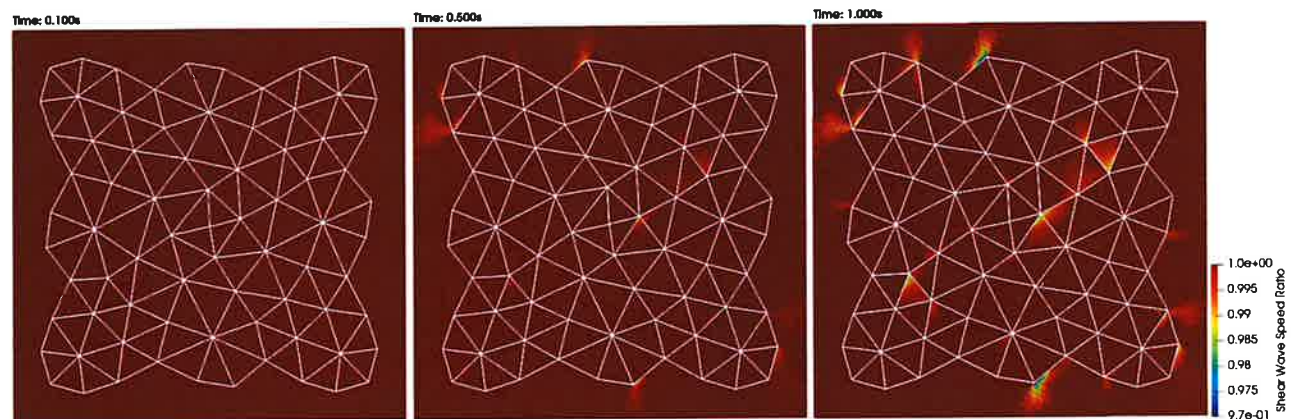 Time: 0.100s
Time: 0.500s
Time: 1.000s
1.0e+00
0.995
0.99
0.985
0.98
0.975
9.7e-01
Shear Wave Speed Ratio